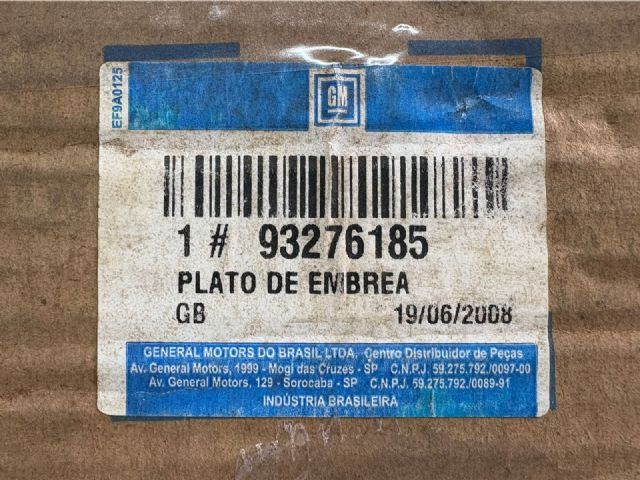 EF9A0125
GM
1 # 93276185
PLATO DE EMBREA
GB 19/06/2008
GENERAL MOTORS DO BRASIL LTDA. Centro Distribuidor de Peças
Av. General Motors, 1999 - Mogi das Cruzes - SP C.N.P.J. 59.275.792./0097-00
Av. General Motors, 129 - Sorocaba - SP C.N.P.J. 59.275.792./0089-91
INDÚSTRIA BRASILEIRA